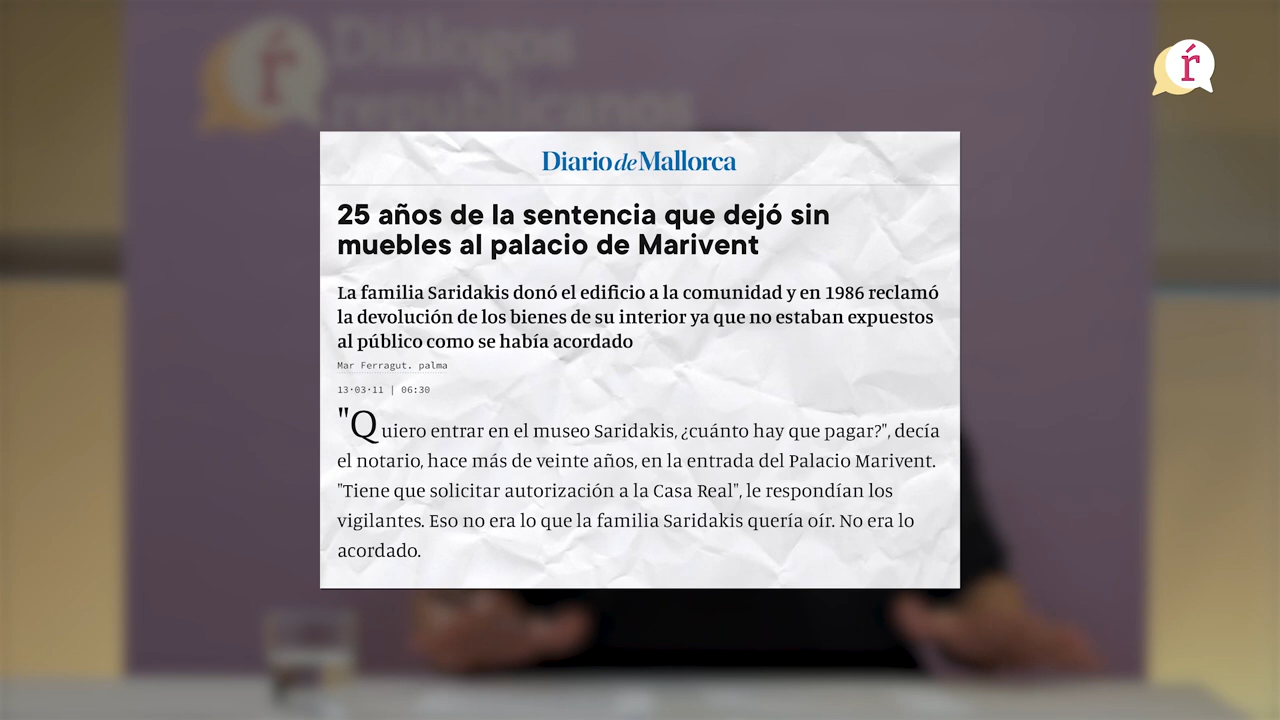 Diálogos
ŕ
republicanos
ŕ
Diario de Mallorca
25 años de la sentencia que dejó sin
muebles al palacio de Marivent
La familia Saridakis donó el edificio a la comunidad y en 1986 reclamó
la devolución de los bienes de su interior ya que no estaban expuestos
al público como se había acordado
Mar Ferragut. palma
13·03·11 | 06:30
"Quiero entrar en el museo Saridakis, ¿cuánto hay que pagar?", decía
el notario, hace más de veinte años, en la entrada del Palacio Marivent.
"Tiene que solicitar autorización a la Casa Real", le respondían los
vigilantes. Eso no era lo que la familia Saridakis quería oír. No era lo
acordado.